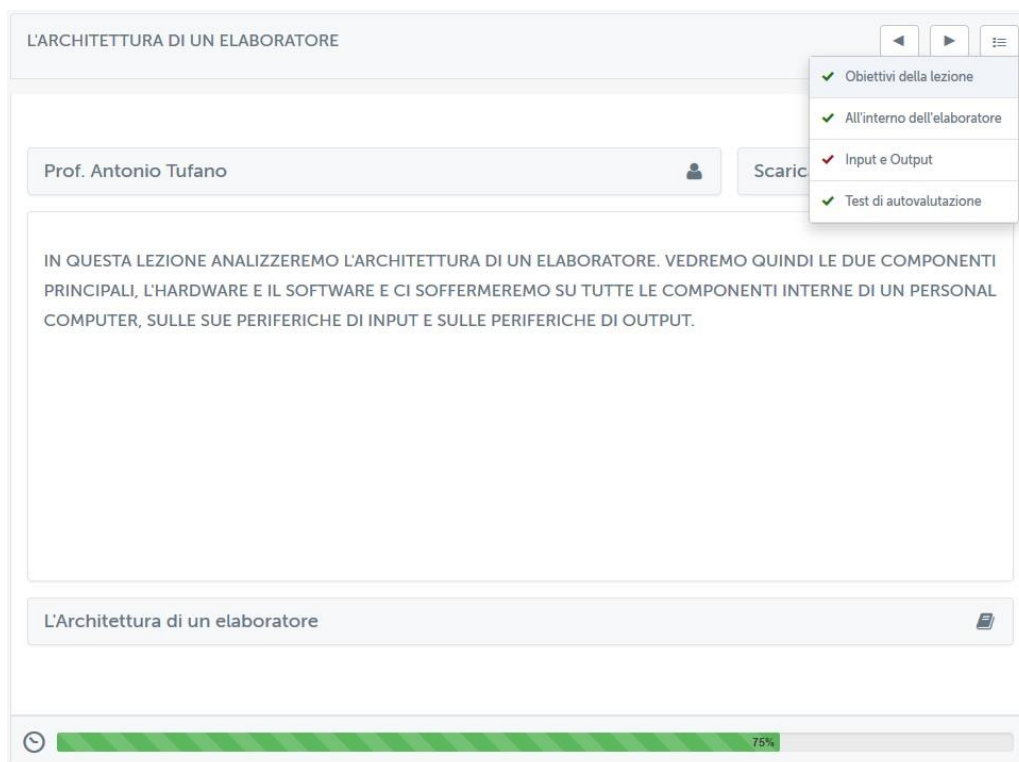 L'ARCHITETTURA DI UN ELABORATORE
Obiettivi della lezione
All'interno dell'elaboratore
Input e Output
Test di autovalutazione
Prof. Antonio Tufano
Scaric
IN QUESTA LEZIONE ANALIZZEREMO L'ARCHITETTURA DI UN ELABORATORE. VEDREMO QUINDI LE DUE COMPONENTI
PRINCIPALI, L'HARDWARE E IL SOFTWARE E CI SOFFERMEREMO SU TUTTE LE COMPONENTI INTERNE DI UN PERSONAL
COMPUTER, SULLE SUE PERIFERICHE DI INPUT E SULLE PERIFERICHE DI OUTPUT.
L'Architettura di un elaboratore
75%